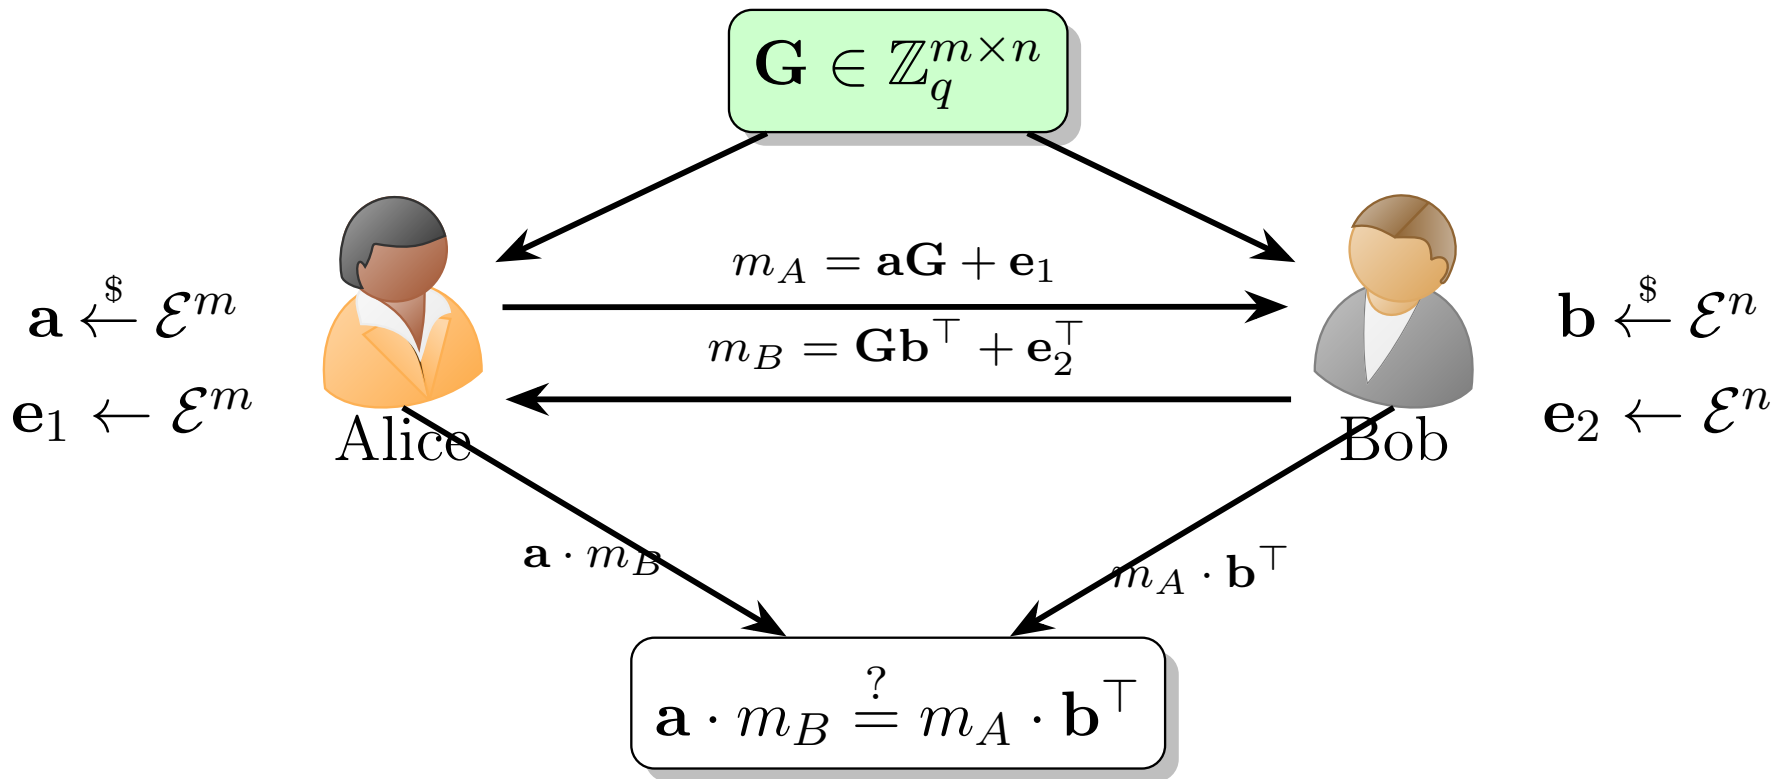 𝐆 ∈ ℤ_q^{m×n}
m_A = 𝐚𝐆 + 𝐞_1
𝐚 ←^$ ℰ^m
𝐛 ←^$ ℰ^n
m_B = 𝐆𝐛^⊤ + 𝐞_2^⊤
𝐞_1 ← ℰ^m
𝐞_2 ← ℰ^n
Alice
Bob
𝐚 · m_B
m_A · 𝐛^⊤
𝐚 · m_B =^? m_A · 𝐛^⊤